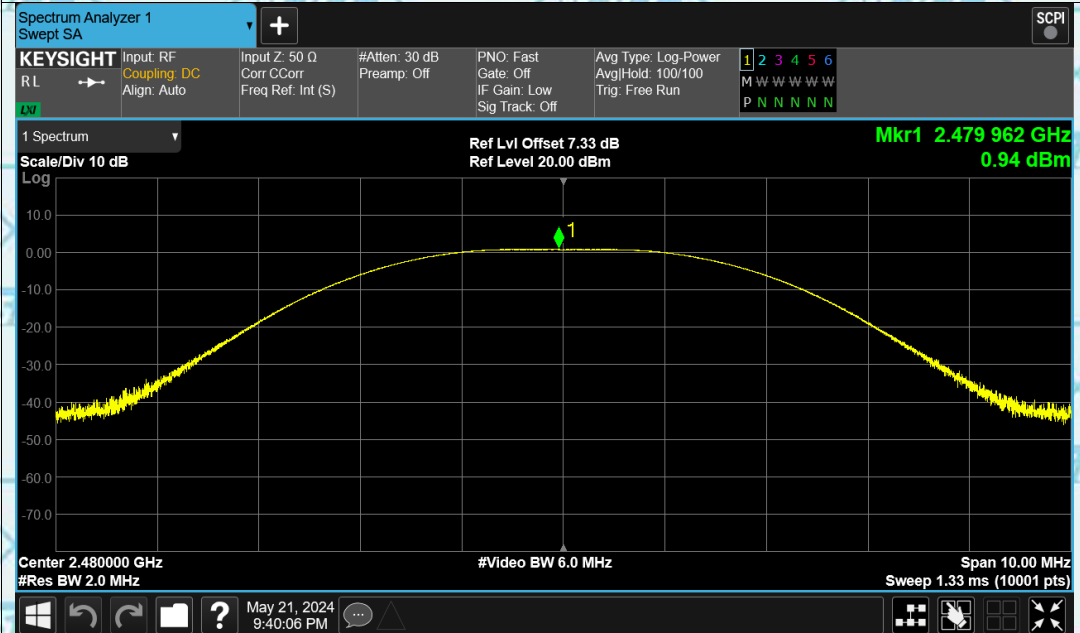 Spectrum Analyzer 1
Swept SA
+
SCPI
KEYSIGHT
RL
LXI
Input: RF
Coupling: DC
Align: Auto
Input Z: 50 Ω
Corr CCorr
Freq Ref: Int (S)
#Atten: 30 dB
Preamp: Off
PNO: Fast
Gate: Off
IF Gain: Low
Sig Track: Off
Avg Type: Log-Power
Avg|Hold: 100/100
Trig: Free Run
1 2 3 4 5 6
M W W W W W
P N N N N N
1 Spectrum
Scale/Div 10 dB
Ref Lvl Offset 7.33 dB
Ref Level 20.00 dBm
Mkr1 2.479 962 GHz
0.94 dBm
Log
1
10.0
0.00
-10.0
-20.0
-30.0
-40.0
-50.0
-60.0
-70.0
Center 2.480000 GHz
#Video BW 6.0 MHz
Span 10.00 MHz
#Res BW 2.0 MHz
Sweep 1.33 ms (10001 pts)
?
May 21, 2024
9:40:06 PM